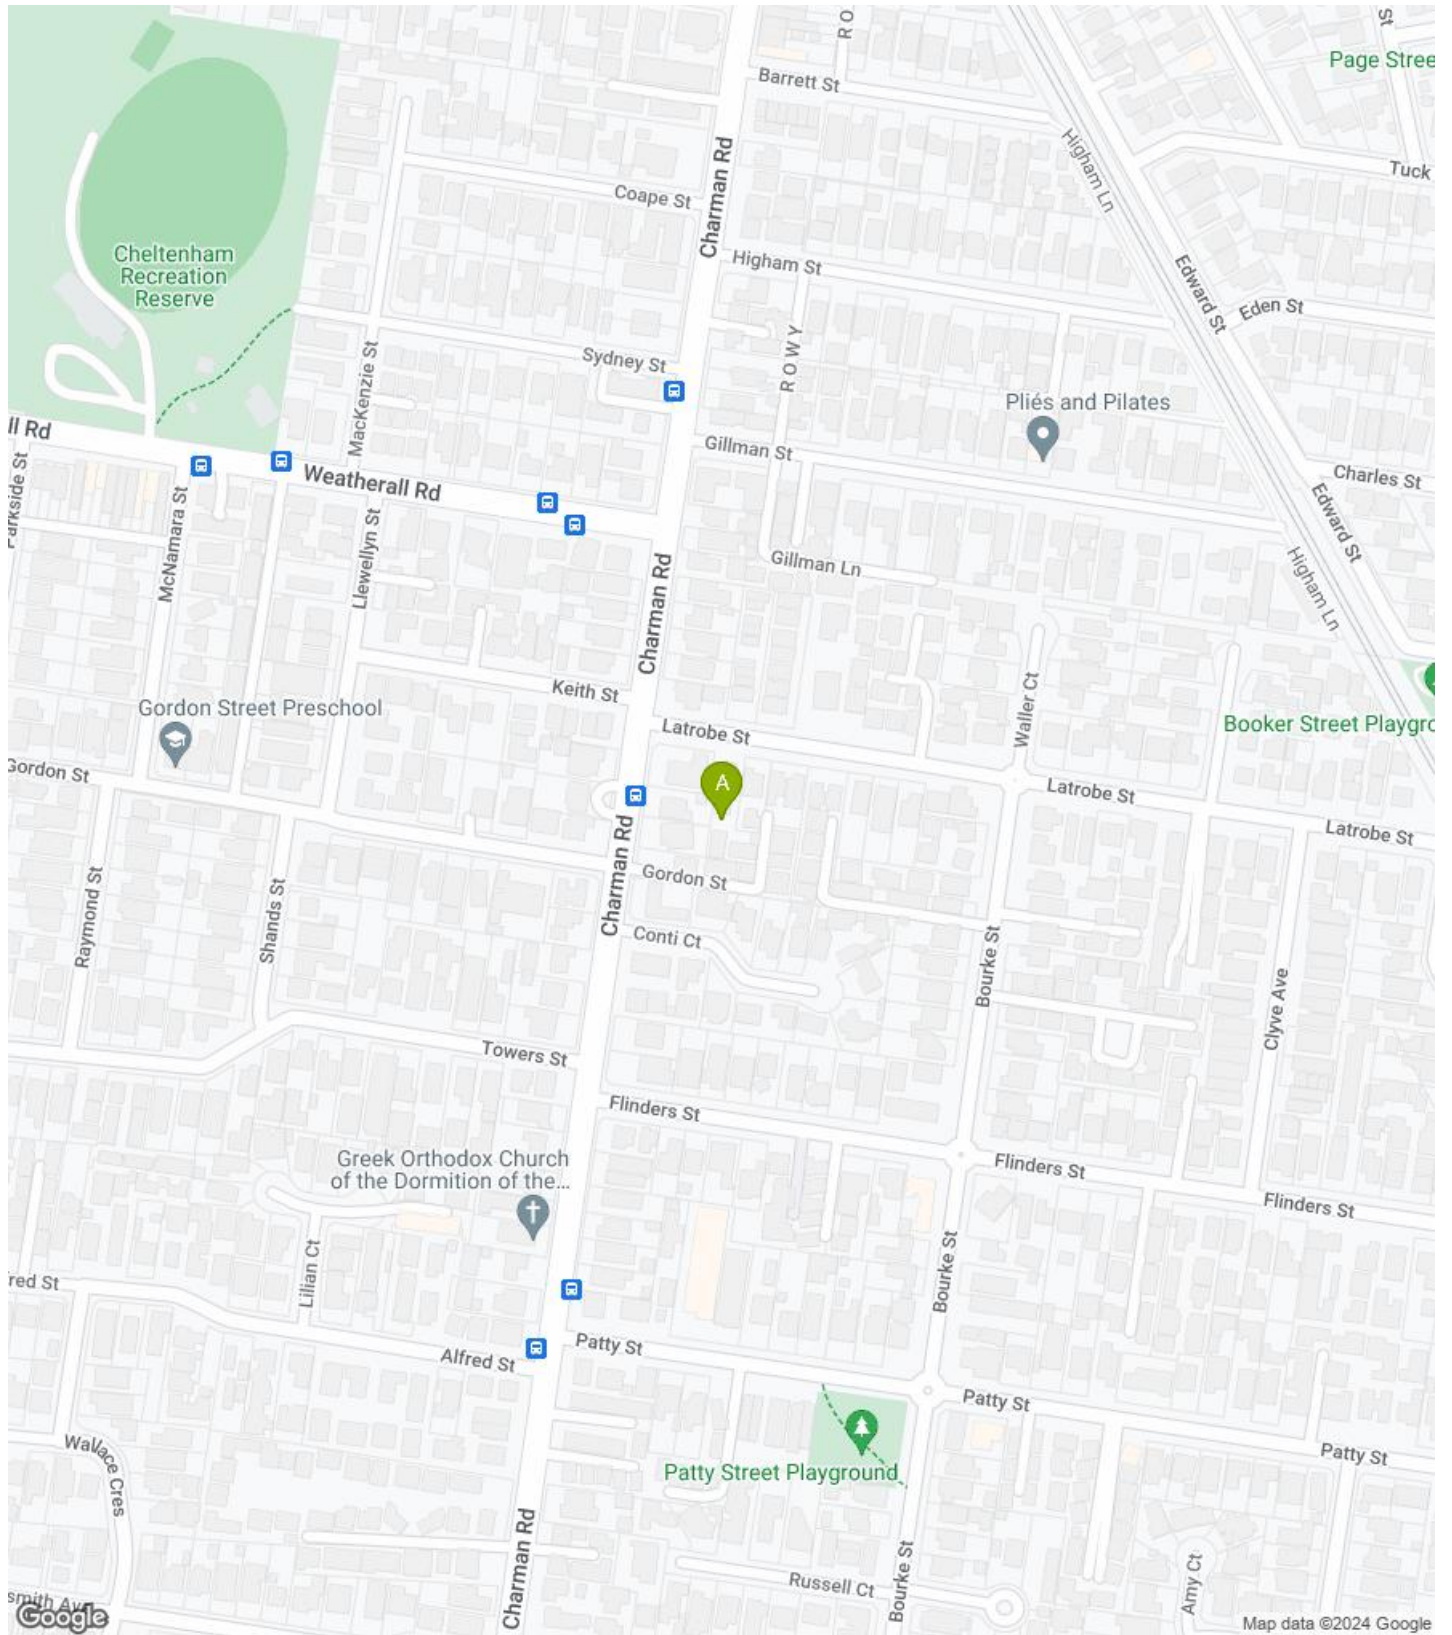 R O
St
Page Stree
Barrett St
Higham Ln
Tuck
Charman Rd
Coape St
Cheltenham
Recreation
Reserve
Higham St
Edward St
Eden St
R O W Y
Sydney St
MacKenzie St
Pliés and Pilates
ll Rd
Gillman St
Parkside St
Weatherall Rd
Charles St
McNamara St
Llewellyn St
Edward St
Gillman Ln
Higham Ln
Charman Rd
Keith St
Waller Ct
Gordon Street Preschool
Latrobe St
Booker Street Playgro
Gordon St
A
Latrobe St
Latrobe St
Charman Rd
Gordon St
Raymond St
Shands St
Conti Ct
Bourke St
Clyve Ave
Towers St
Flinders St
Greek Orthodox Church
of the Dormition of the...
Flinders St
Flinders St
Lilian Ct
red St
Bourke St
Patty St
Alfred St
Patty St
Patty St
Wallace Cres
Patty Street Playground
Charman Rd
Bourke St
Russell Ct
Amy Ct
smith Av
Google
Map data ©2024 Google